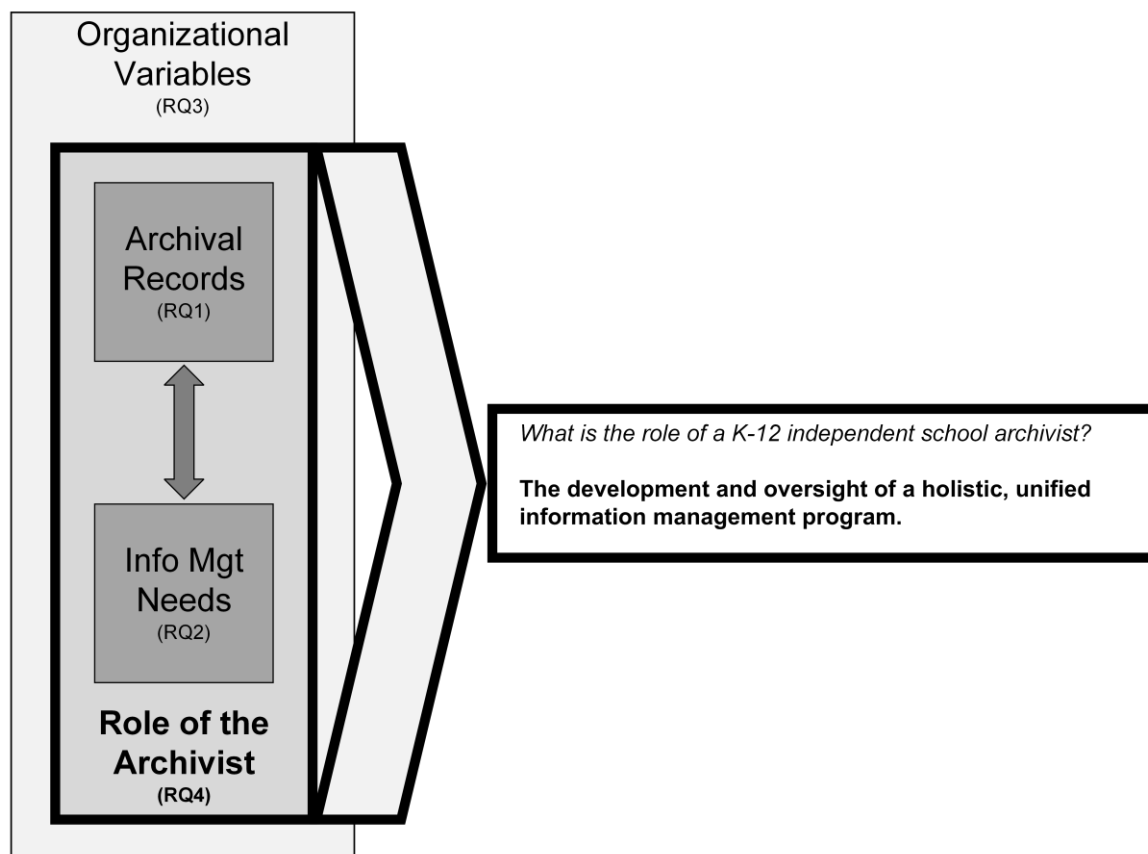 Organizational
Variables
(RQ3)
Archival
Records
(RQ1)
Info Mgt
Needs
(RQ2)
Role of the
Archivist
(RQ4)
What is the role of a K-12 independent school archivist?
The development and oversight of a holistic, unified
information management program.